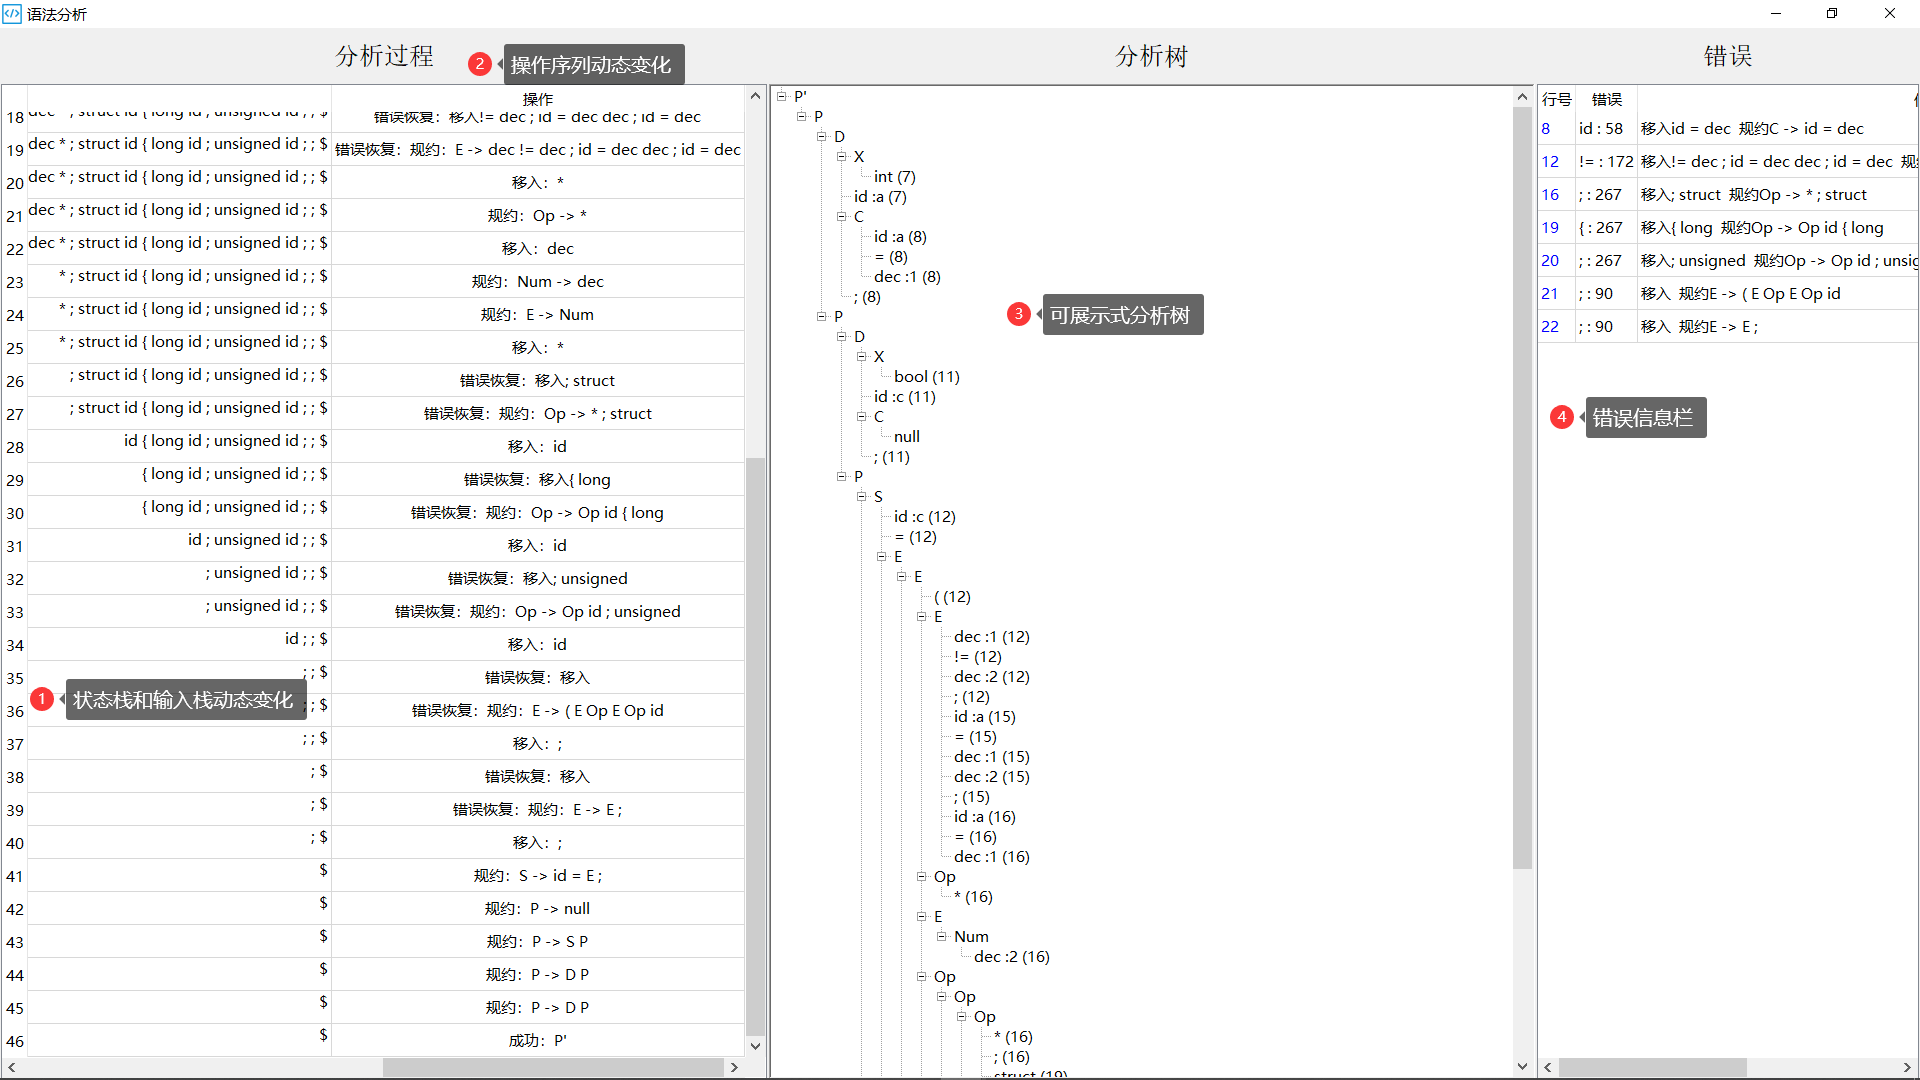 语法分析
分析过程
2 操作序列动态变化
操作
18 dec * ; struct id { long id ; unsigned id ; ; $ 错误恢复：移入!= dec ; id = dec dec ; id = dec
19 dec * ; struct id { long id ; unsigned id ; ; $ 错误恢复：规约：E -> dec != dec ; id = dec dec ; id = dec
20 dec * ; struct id { long id ; unsigned id ; ; $ 移入：*
21 dec * ; struct id { long id ; unsigned id ; ; $ 规约：Op -> *
22 dec * ; struct id { long id ; unsigned id ; ; $ 移入：dec
23 * ; struct id { long id ; unsigned id ; ; $ 规约：Num -> dec
24 * ; struct id { long id ; unsigned id ; ; $ 规约：E -> Num
25 * ; struct id { long id ; unsigned id ; ; $ 移入：*
26 ; struct id { long id ; unsigned id ; ; $ 错误恢复：移入; struct
27 ; struct id { long id ; unsigned id ; ; $ 错误恢复：规约：Op -> * ; struct
28 id { long id ; unsigned id ; ; $ 移入：id
29 { long id ; unsigned id ; ; $ 错误恢复：移入{ long
30 { long id ; unsigned id ; ; $ 错误恢复：规约：Op -> Op id { long
31 id ; unsigned id ; ; $ 移入：id
32 ; unsigned id ; ; $ 错误恢复：移入; unsigned
33 ; unsigned id ; ; $ 错误恢复：规约：Op -> Op id ; unsigned
34 id ; ; $ 移入：id
35 ; ; $ 错误恢复：移入
1 状态栈和输入栈动态变化
36 ; $ 错误恢复：规约：E -> ( E Op E Op id
37 ; ; $ 移入：;
38 ; $ 错误恢复：移入
39 ; $ 错误恢复：规约：E -> E ;
40 ; $ 移入：;
41 $ 规约：S -> id = E ;
42 $ 规约：P -> null
43 $ 规约：P -> S P
44 $ 规约：P -> D P
45 $ 规约：P -> D P
46 $ 成功：P'
分析树
P'
P
D
X
int (7)
id :a (7)
C
id :a (8)
= (8)
dec :1 (8)
; (8)
3 可展示式分析树
P
D
X
bool (11)
id :c (11)
C
null
; (11)
P
S
id :c (12)
= (12)
E
E
( (12)
E
dec :1 (12)
!= (12)
dec :2 (12)
; (12)
id :a (15)
= (15)
dec :1 (15)
dec :2 (15)
; (15)
id :a (16)
= (16)
dec :1 (16)
Op
* (16)
E
Num
dec :2 (16)
Op
Op
Op
* (16)
; (16)
struct (19)
错误
行号 错误
8 id : 58 移入id = dec 规约C -> id = dec
12 != : 172 移入!= dec ; id = dec dec ; id = dec 规
16 ; : 267 移入; struct 规约Op -> * ; struct
19 { : 267 移入{ long 规约Op -> Op id { long
20 ; : 267 移入; unsigned 规约Op -> Op id ; unsig
21 ; : 90 移入 规约E -> ( E Op E Op id
22 ; : 90 移入 规约E -> E ;
4 错误信息栏